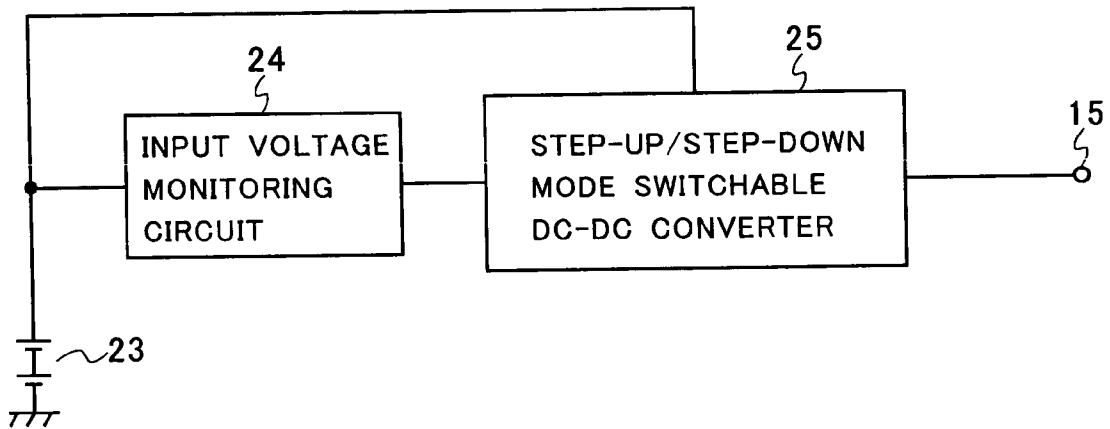 24
25
15
INPUT VOLTAGE
MONITORING
CIRCUIT
STEP-UP/STEP-DOWN
MODE SWITCHABLE
DC-DC CONVERTER
23